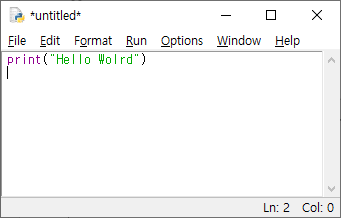 *untitled*
File Edit Format Run Options Window Help
print("Hello Wolrd")
Ln: 2 Col: 0